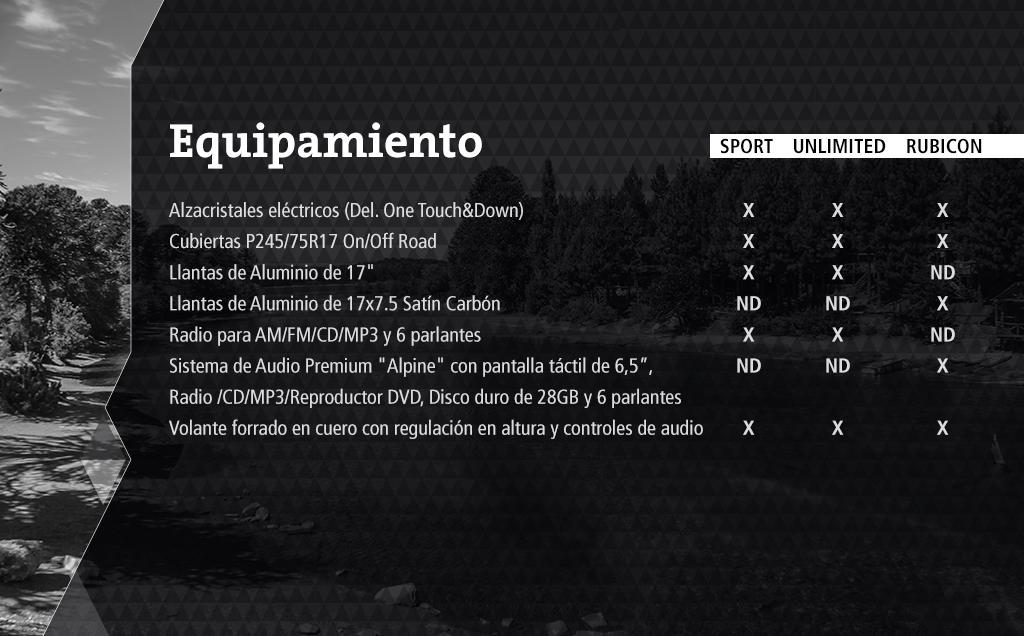 Equipamiento SPORT UNLIMITED RUBICON
Alzacristales eléctricos (Del. One Touch&Down) X X X
Cubiertas P245/75R17 On/Off Road X X X
Llantas de Aluminio de 17" X X ND
Llantas de Aluminio de 17x7.5 Satín Carbón ND ND X
Radio para AM/FM/CD/MP3 y 6 parlantes X X ND
Sistema de Audio Premium "Alpine" con pantalla táctil de 6,5”, ND ND X
Radio /CD/MP3/Reproductor DVD, Disco duro de 28GB y 6 parlantes
Volante forrado en cuero con regulación en altura y controles de audio X X X